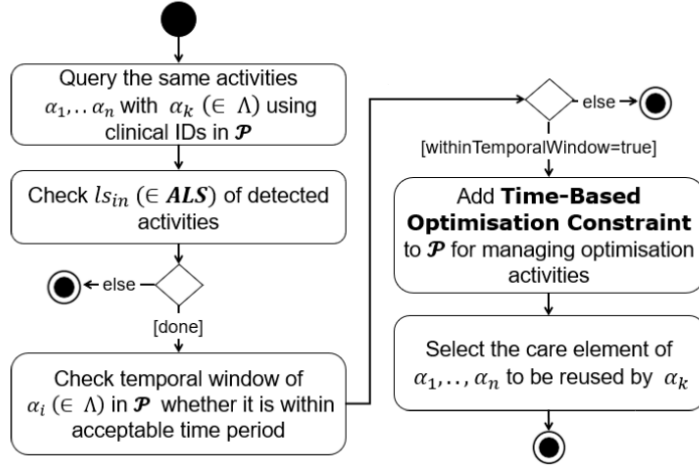 Query the same activities
α₁,.. αₙ with αₖ (∈ Λ) using
clinical IDs in 𝓟
Check lsᵢₙ (∈ ALS) of detected
activities
else
[done]
Check temporal window of
αᵢ (∈ Λ) in 𝓟 whether it is within
acceptable time period
else
[withinTemporalWindow=true]
Add Time-Based
Optimisation Constraint
to 𝓟 for managing optimisation
activities
Select the care element of
α₁,.., αₙ to be reused by αₖ